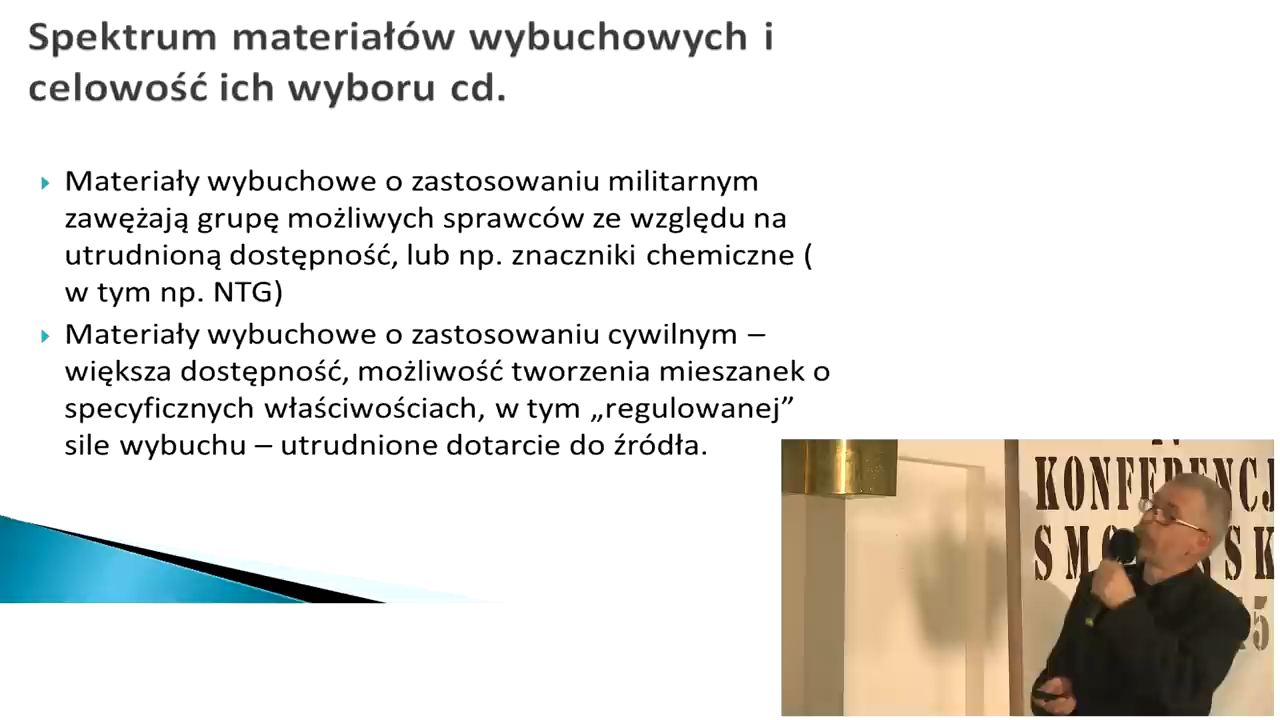 Spektrum materiałów wybuchowych i
celowość ich wyboru cd.
Materiały wybuchowe o zastosowaniu militarnym
zawężają grupę możliwych sprawców ze względu na
utrudnioną dostępność, lub np. znaczniki chemiczne (
w tym np. NTG)
Materiały wybuchowe o zastosowaniu cywilnym –
większa dostępność, możliwość tworzenia mieszanek o
specyficznych właściwościach, w tym „regulowanej”
sile wybuchu – utrudnione dotarcie do źródła.